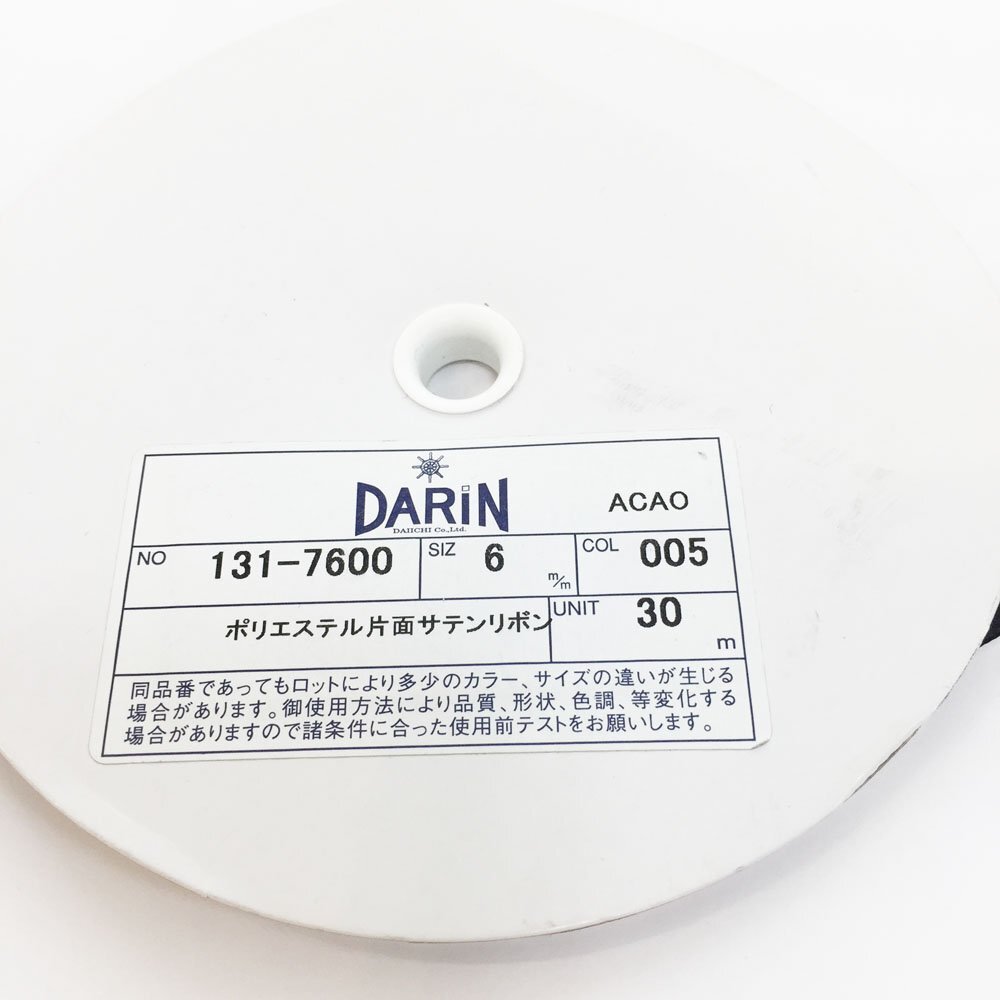 DARiN
DAIICHI Co.,Ltd.
ACAO
NO 131-7600 SIZ 6 m/m COL 005
ポリエステル片面サテンリボン UNIT 30 m
同品番であってもロットにより多少のカラー、サイズの違いが生じる
場合があります。御使用方法により品質、形状、色調、等変化する
場合がありますので諸条件に合った使用前テストをお願いします。